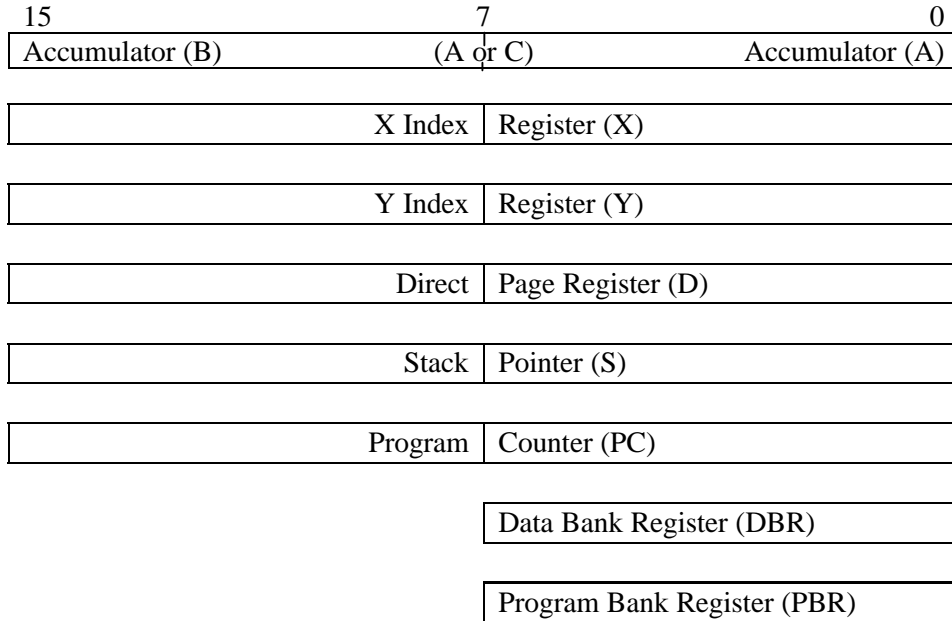 15 7 0
Accumulator (B) (A or C) Accumulator (A)
X Index Register (X)
Y Index Register (Y)
Direct Page Register (D)
Stack Pointer (S)
Program Counter (PC)
Data Bank Register (DBR)
Program Bank Register (PBR)